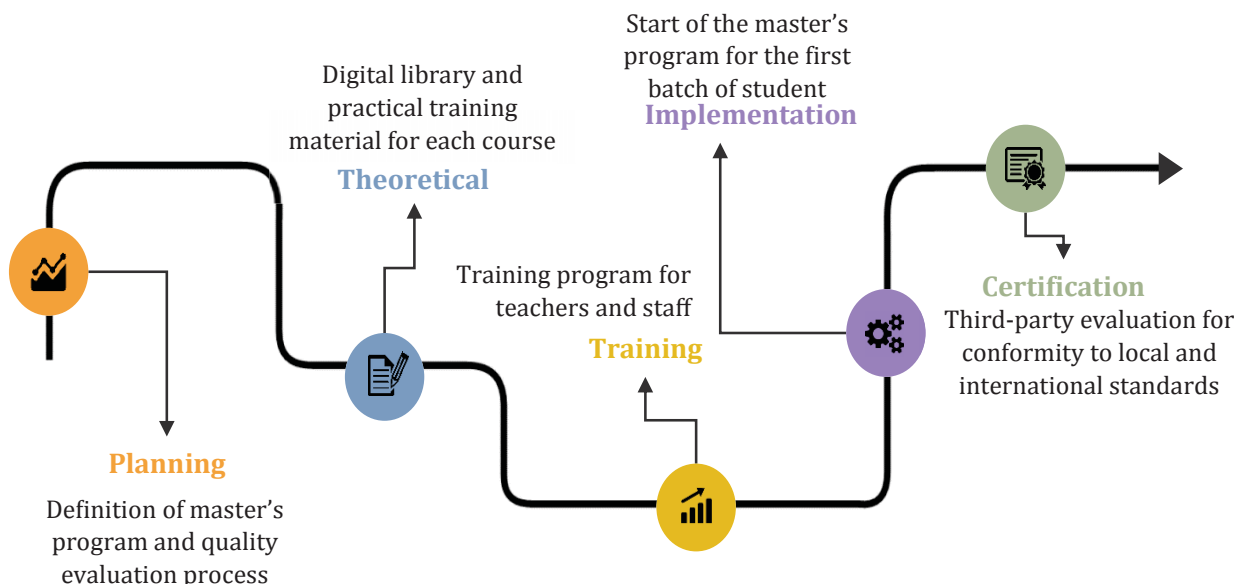 Planning
Definition of master's
program and quality
evaluation process
Digital library and
practical training
material for each course
Theoretical
Training program for
teachers and staff
Training
Start of the master's
program for the first
batch of student
Implementation
Certification
Third-party evaluation for
conformity to local and
international standards